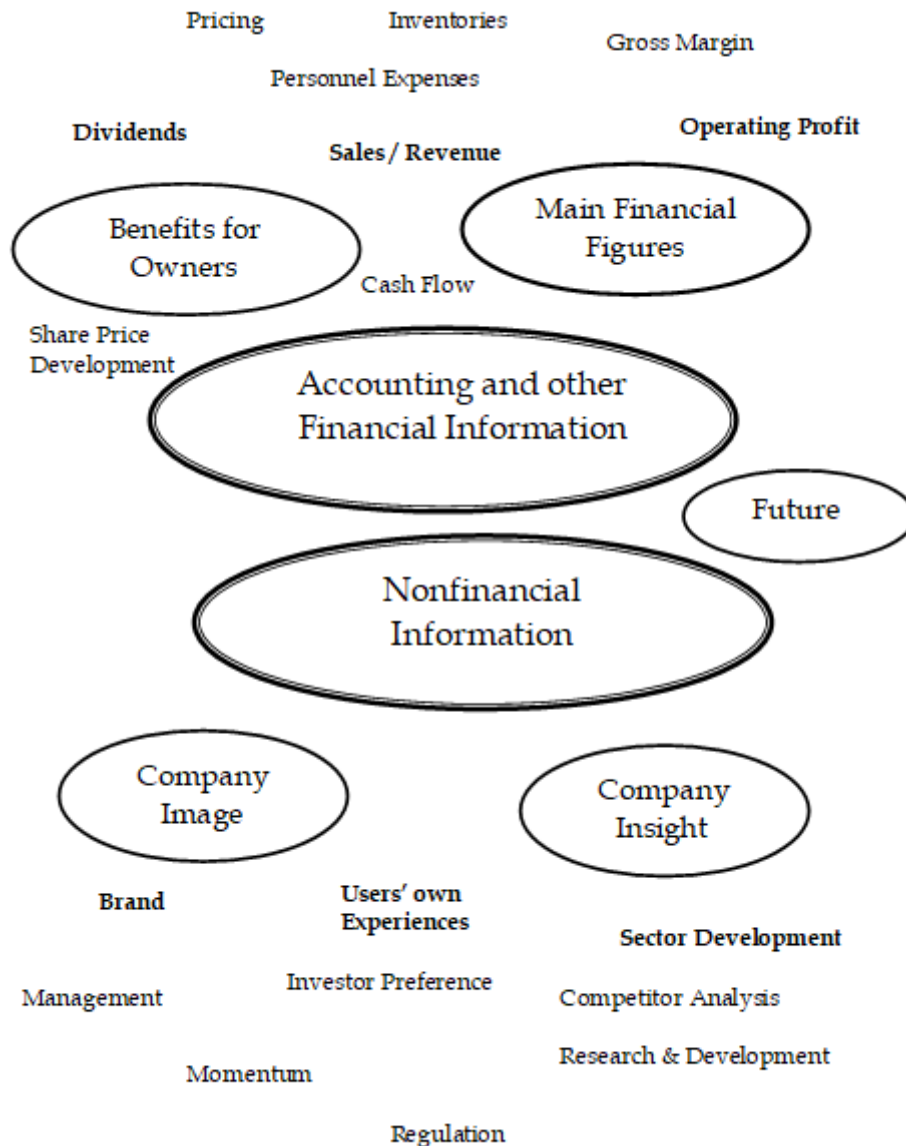 Pricing
Inventories
Gross Margin
Personnel Expenses
Dividends
Operating Profit
Sales / Revenue
Benefits for
Owners
Main Financial
Figures
Cash Flow
Share Price
Development
Accounting and other
Financial Information
Future
Nonfinancial
Information
Company
Image
Company
Insight
Brand
Users’ own
Experiences
Sector Development
Management
Investor Preference
Competitor Analysis
Research & Development
Momentum
Regulation